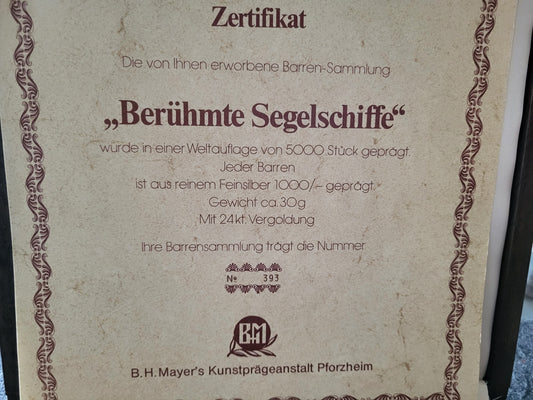 Zertifikat
Die von Ihnen erworbene Barren-Sammlung
„Berühmte Segelschiffe“
wurde in einer Weltauflage von 5000 Stück geprägt.
Jeder Barren
ist aus reinem Feinsilber 1000/– geprägt.
Gewicht ca. 30g
Mit 24kt. Vergoldung
Ihre Barrensammlung trägt die Nummer
№ 393
BHM
B.H. Mayer's Kunstprägeanstalt Pforzheim